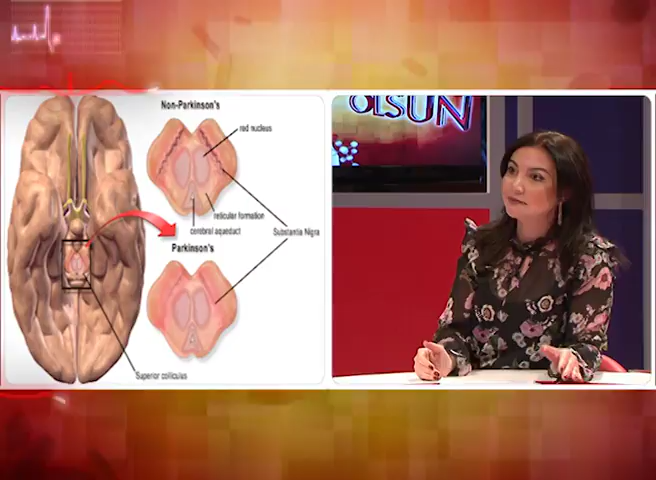 Non-Parkinson's
red nucleus
reticular formation
cerebral aqueduct
Substantia Nigra
Parkinson's
Superior colliculus
OLSUN